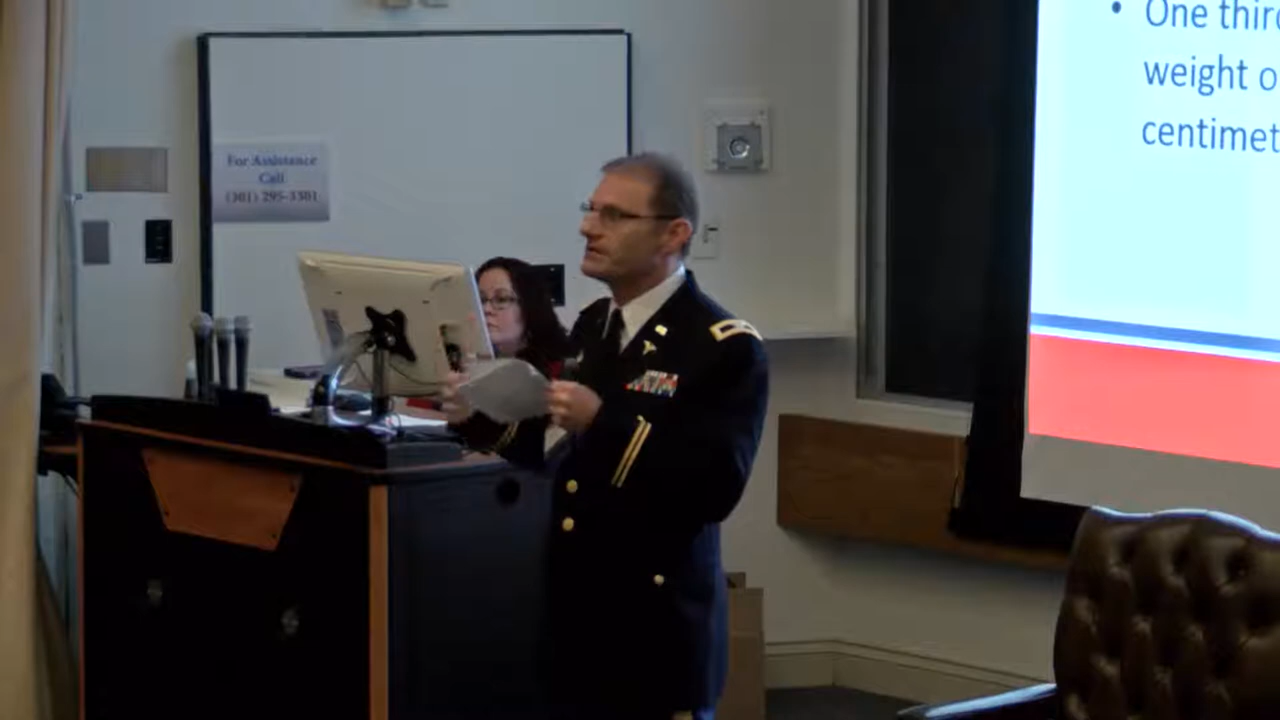 For Assistance
Call
(301) 295-3301
• One third
weight o
centimet